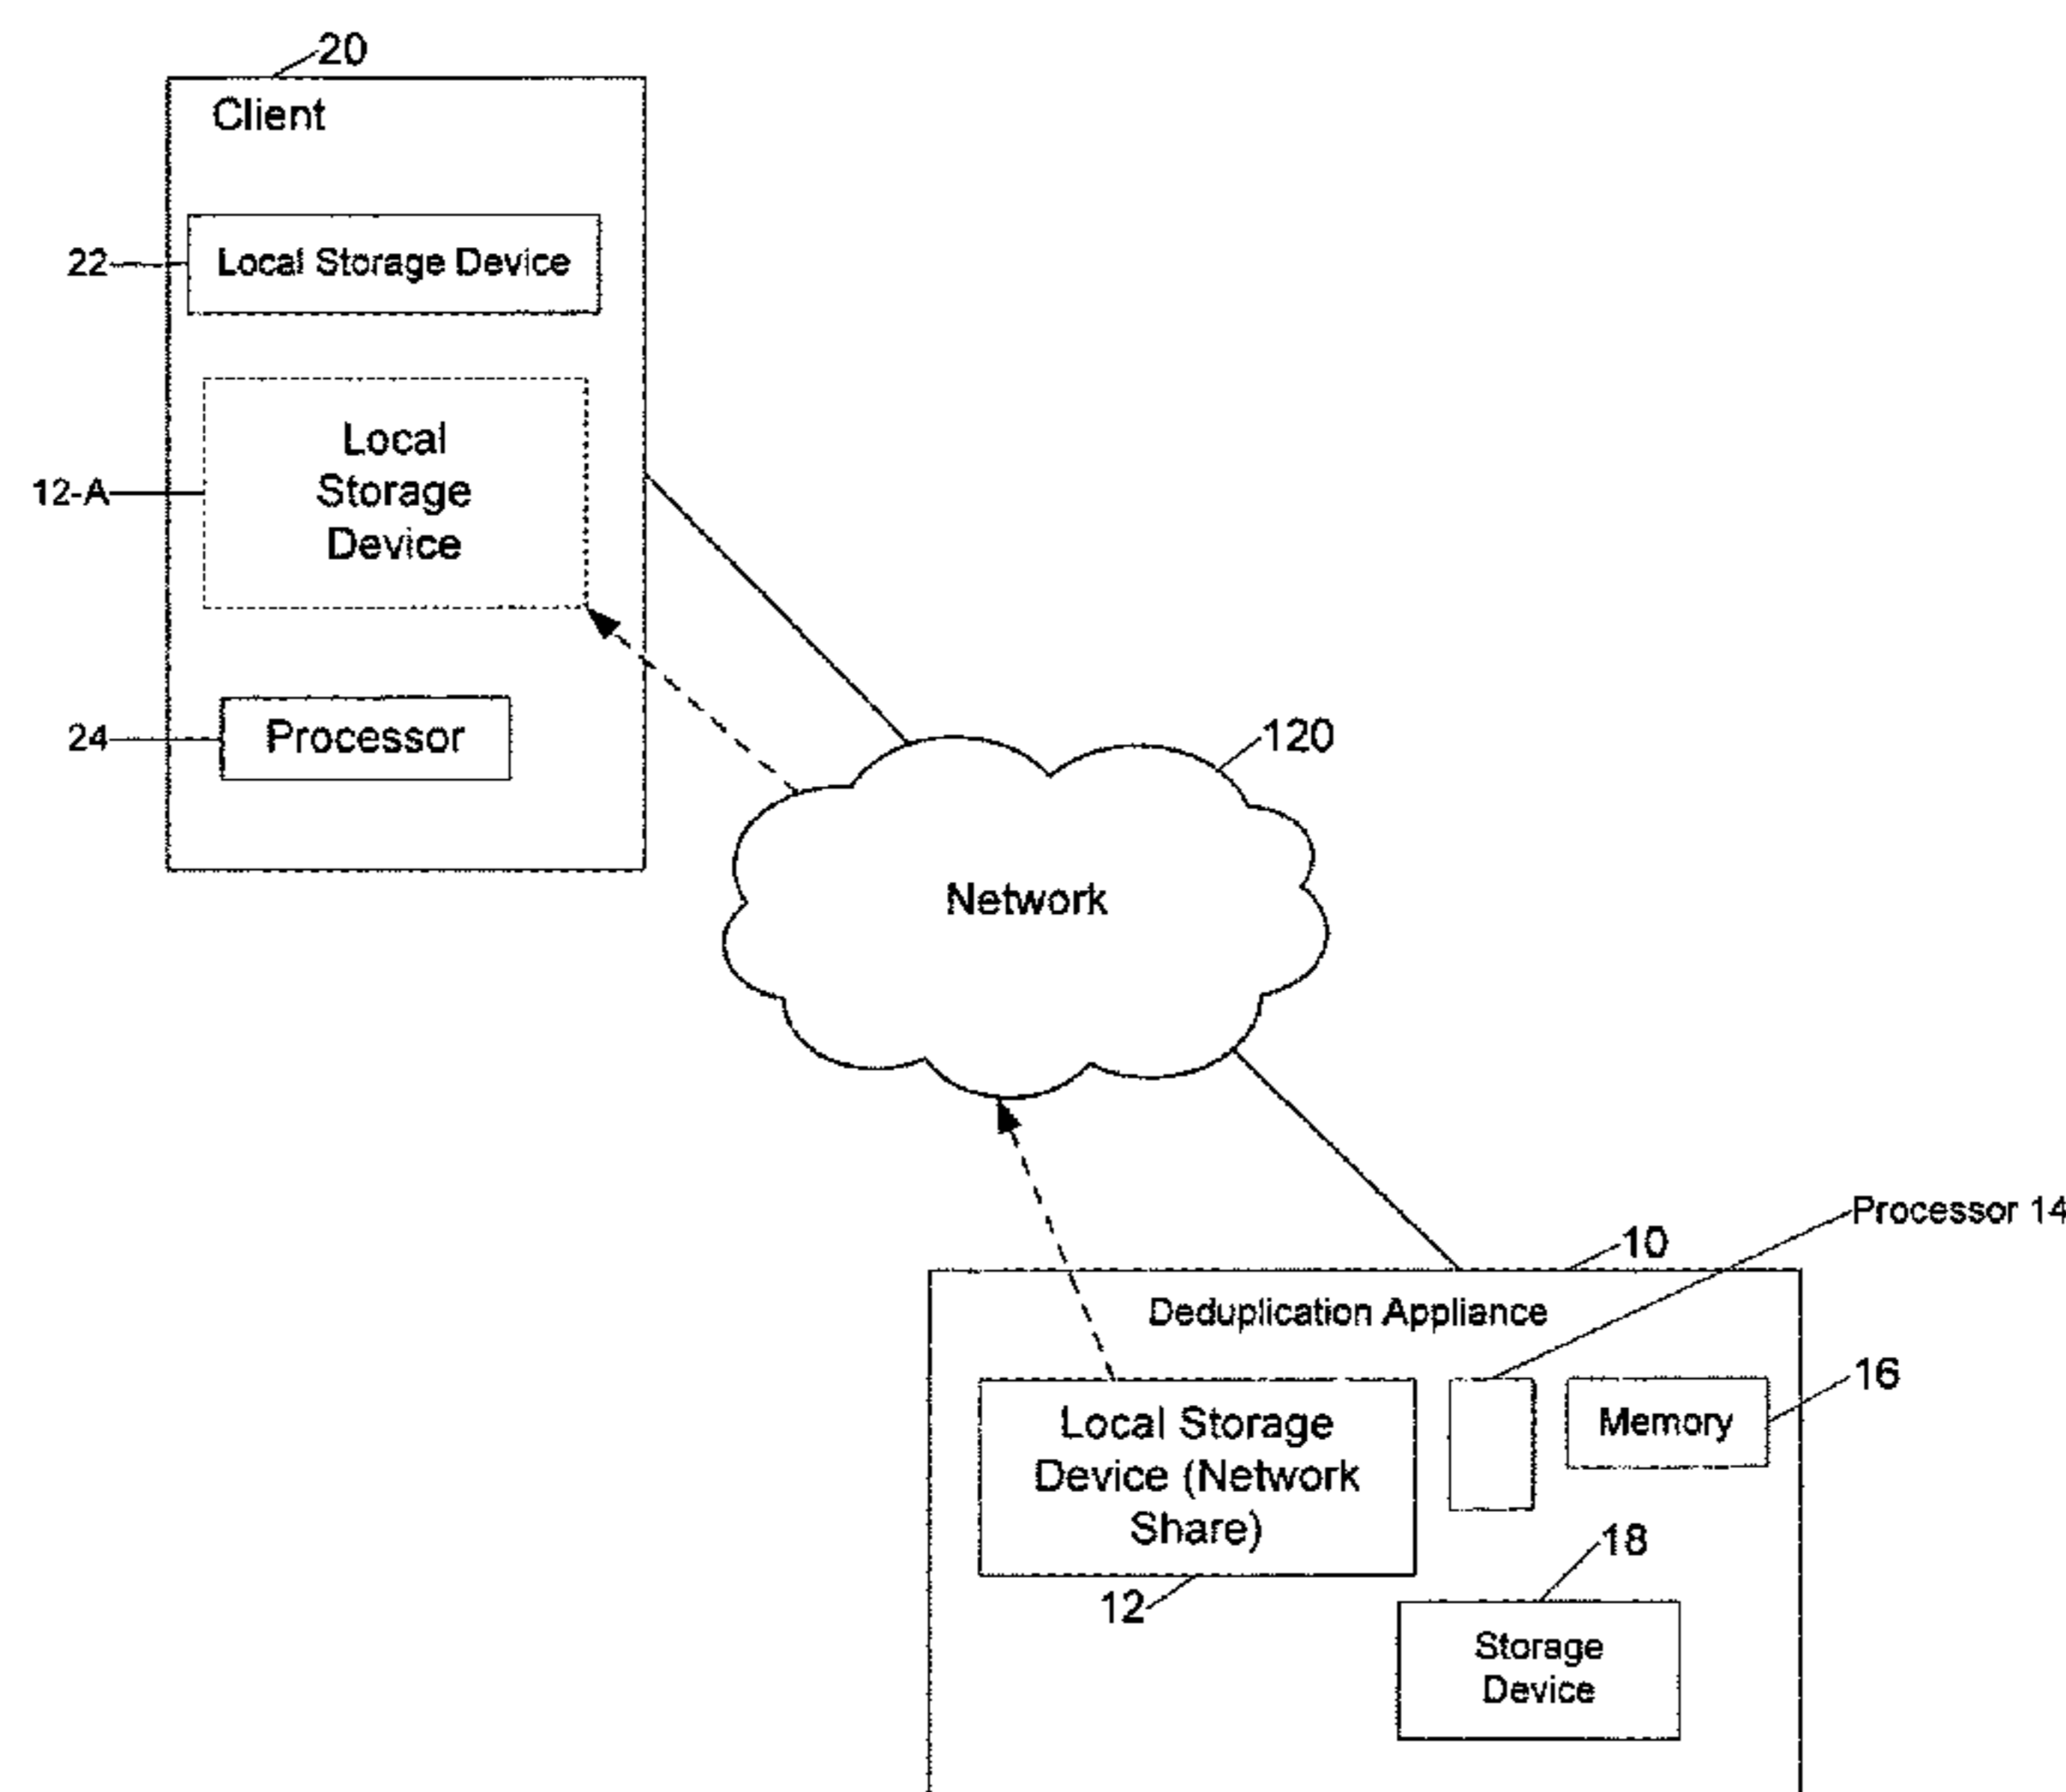 20
Client
22
Local Storage Device
Local
Storage
Device
12-A
24
Processor
120
Network
Processor 14
10
Deduplication Appliance
Local Storage
Device (Network
Share)
Memory
16
12
18
Storage
Device